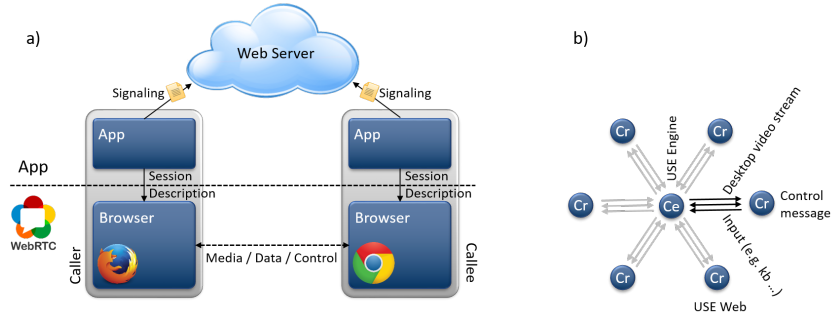 a)
Web Server
Signaling
Signaling
App
App
Session
Description
Session
Description
App
WebRTC
Browser
Browser
Caller
Media / Data / Control
Callee
b)
Cr
Cr
USE Engine
Desktop video stream
Cr
Ce
Cr
Control
message
Input (e.g. kb ...)
Cr
Cr
USE Web